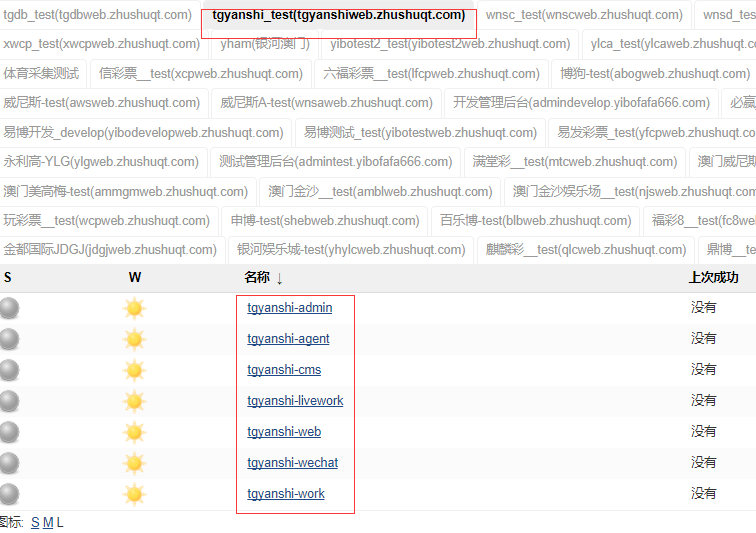 tgdb_test(tgdbweb.zhushuqt.com) tgyanshi_test(tgyanshiweb.zhushuqt.com) wnsc_test(wnscweb.zhushuqt.com) wnsd_tes
xwcp_test(xwcpweb.zhushuqt.com) yham(银河澳门) yibotest2_test(yibotest2web.zhushuqt.com) ylca_test(ylcaweb.zhushu
体育采集测试 信彩票__test(xcpweb.zhushuqt.com) 六福彩票__test(lfcpweb.zhushuqt.com) 博狗-test(abogweb.zhushuqt.
威尼斯-test(awsweb.zhushuqt.com) 威尼斯A-test(wnsaweb.zhushuqt.com) 开发管理后台(admindevelop.yibofafa666.com) 必赢
易博开发_develop(yibodevelopweb.zhushuqt.com) 易博测试_test(yibotestweb.zhushuqt.com) 易发彩票_test(yfcpweb.zhushuqt.co
永利高-YLG(ylgweb.zhushuqt.com) 测试管理后台(admintest.yibofafa666.com) 满堂彩__test(mtcweb.zhushuqt.com) 澳门威尼斯
澳门美高梅-test(ammgmweb.zhushuqt.com) 澳门金沙__test(amblweb.zhushuqt.com) 澳门金沙娱乐场__test(njsweb.zhushuqt.com
玩彩票__test(wcpweb.zhushuqt.com) 申博-test(shebweb.zhushuqt.com) 百乐博-test(blbweb.zhushuqt.com) 福彩8__test(fc8we
金都国际JDGJ(jdgjweb.zhushuqt.com) 银河娱乐城-test(yhylcweb.zhushuqt.com) 麒麟彩__test(qlcweb.zhushuqt.com) 鼎博__te
S W 名称 ↓ 上次成功
tgyanshi-admin 没有
tgyanshi-agent 没有
tgyanshi-cms 没有
tgyanshi-livework 没有
tgyanshi-web 没有
tgyanshi-wechat 没有
tgyanshi-work 没有
图标: S M L